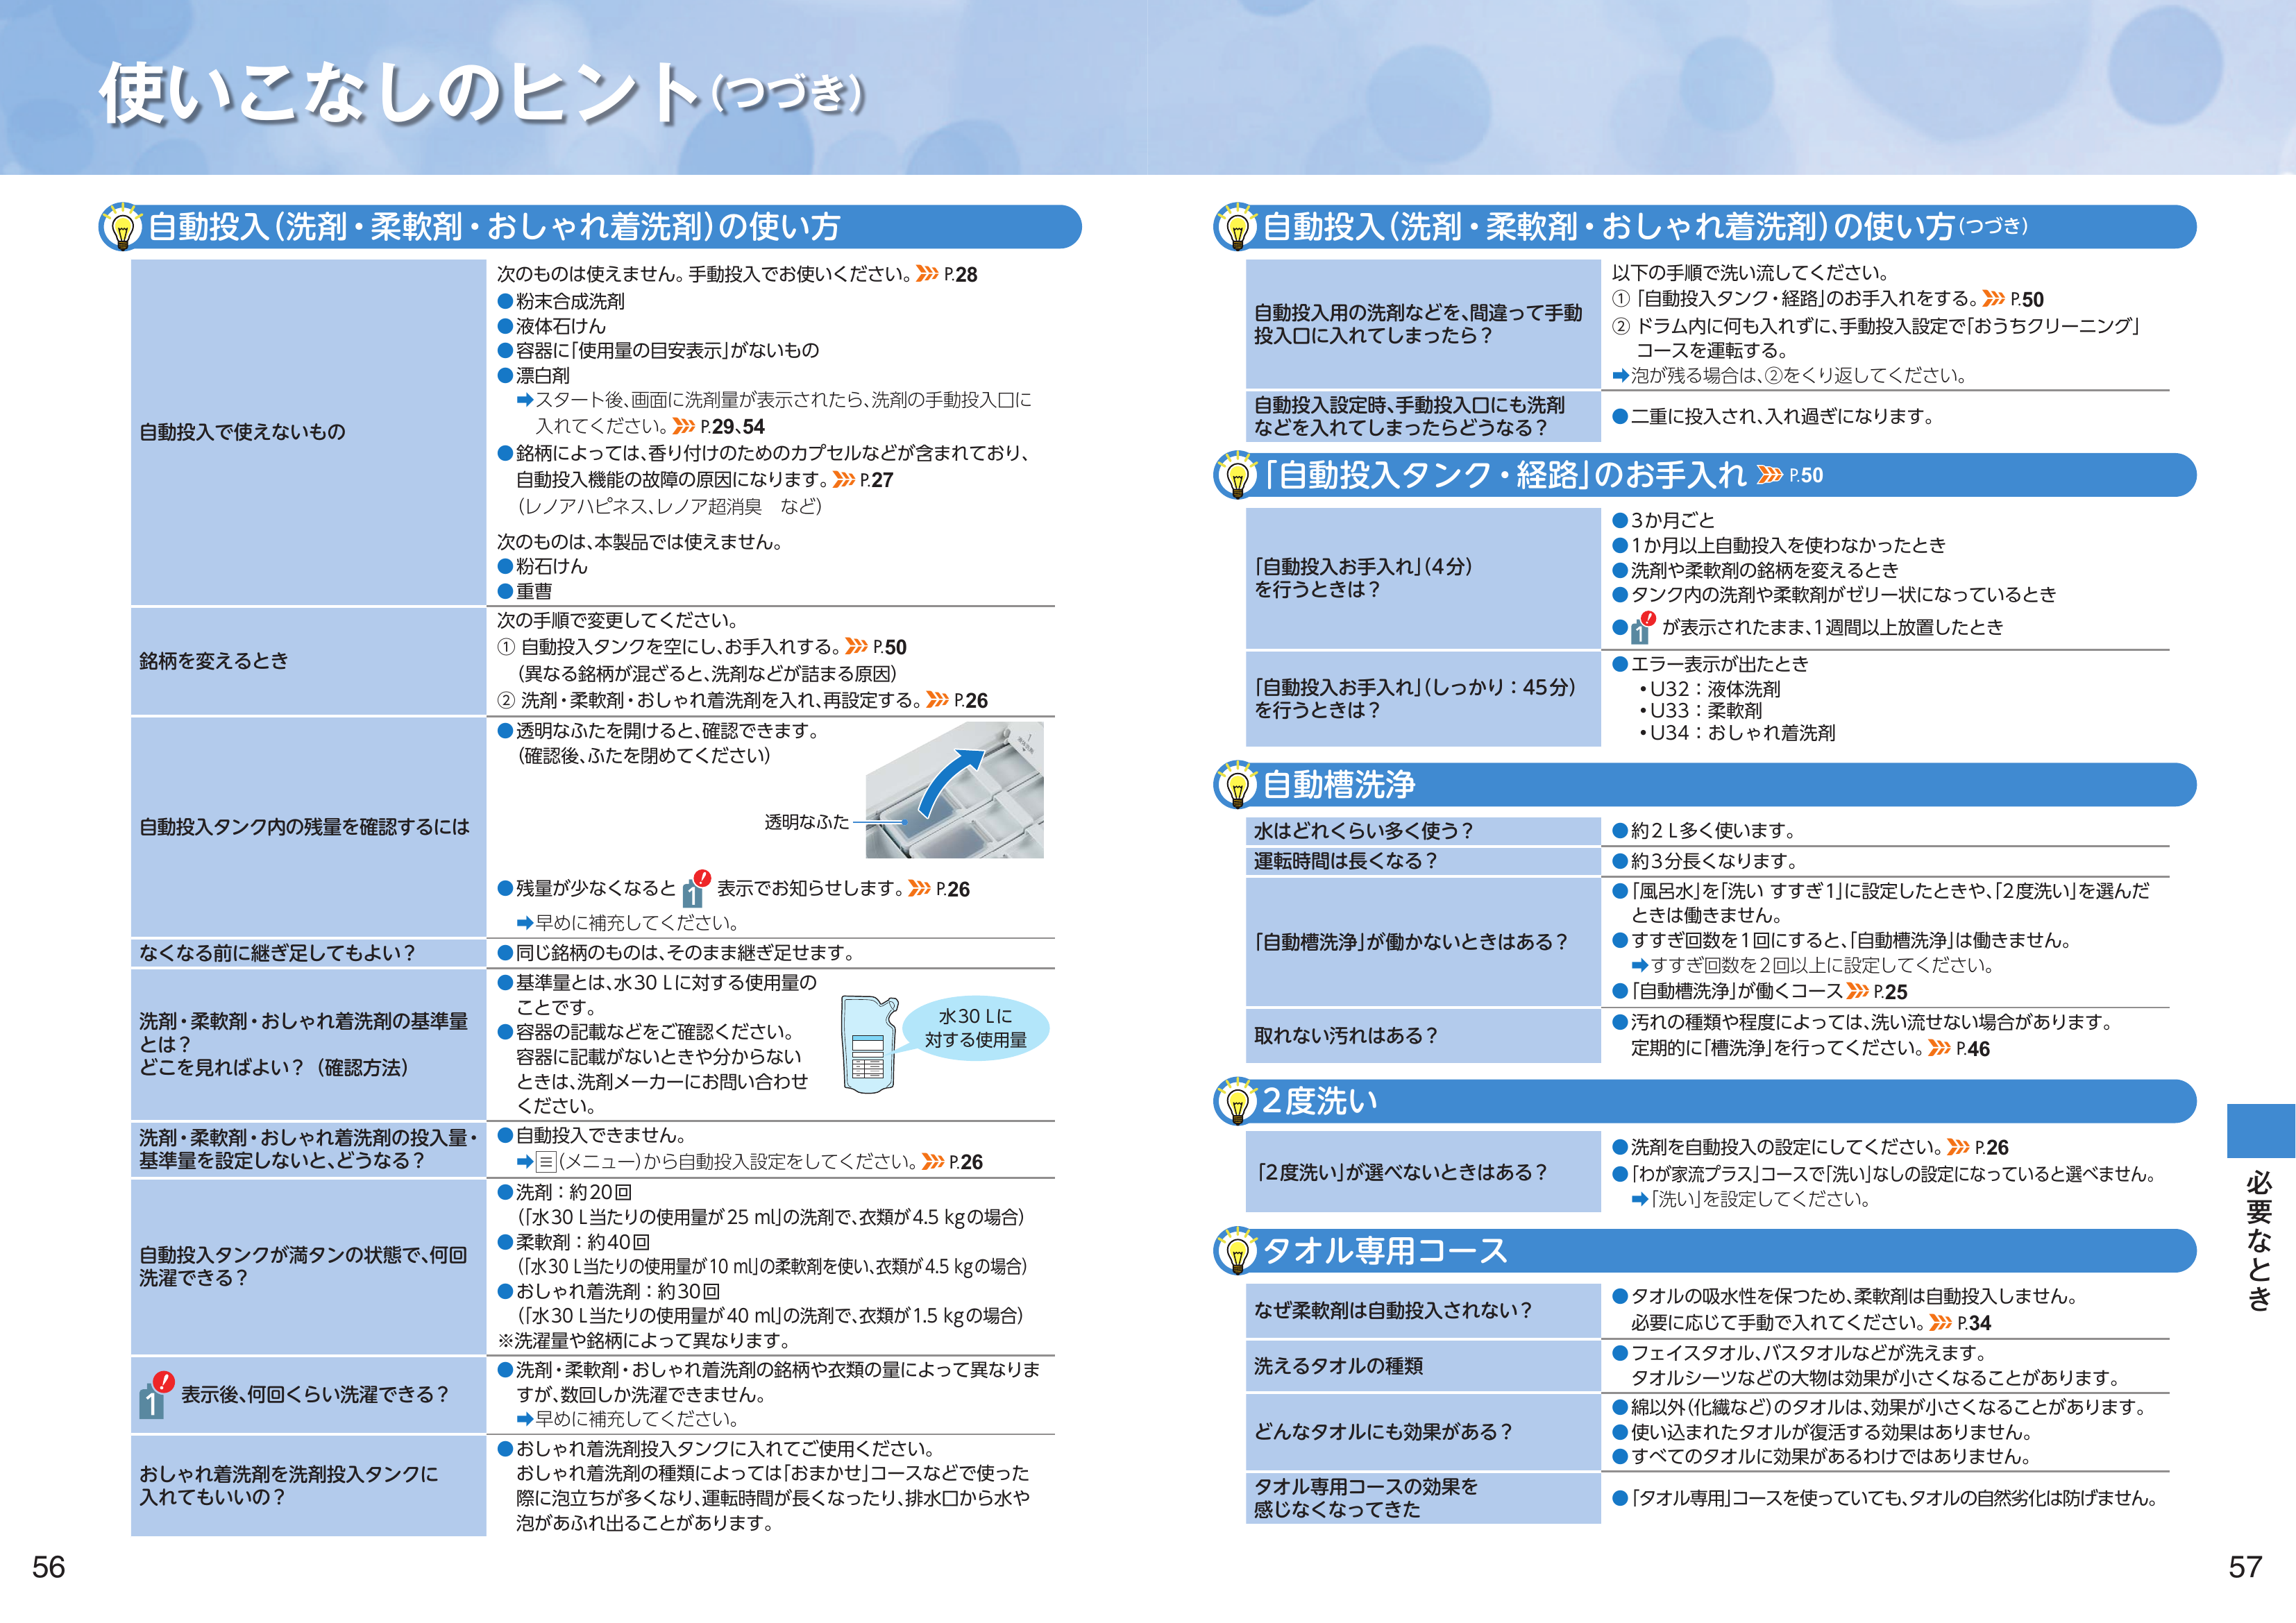 使いこなしのヒント(つづき)
自動投入(洗剤・柔軟剤・おしゃれ着洗剤)の使い方
自動投入で使えないもの
次のものは使えません。手動投入でお使いください。 P.28
●粉末合成洗剤
●液体石けん
●容器に「使用量の目安表示」がないもの
●漂白剤
➡スタート後、画面に洗剤量が表示されたら、洗剤の手動投入口に
入れてください。 P.29、54
●銘柄によっては、香り付けのためのカプセルなどが含まれており、
自動投入機能の故障の原因になります。 P.27
(レノアハピネス、レノア超消臭 など)
次のものは、本製品では使えません。
●粉石けん
●重曹
銘柄を変えるとき
次の手順で変更してください。
① 自動投入タンクを空にし、お手入れする。 P.50
(異なる銘柄が混ざると、洗剤などが詰まる原因)
② 洗剤・柔軟剤・おしゃれ着洗剤を入れ、再設定する。 P.26
自動投入タンク内の残量を確認するには
●透明なふたを開けると、確認できます。
(確認後、ふたを閉めてください)
透明なふた
●残量が少なくなると 1! 表示でお知らせします。 P.26
➡早めに補充してください。
なくなる前に継ぎ足してもよい?
●同じ銘柄のものは、そのまま継ぎ足せます。
洗剤・柔軟剤・おしゃれ着洗剤の基準量
とは?
どこを見ればよい?(確認方法)
●基準量とは、水30 Lに対する使用量の
ことです。
●容器の記載などをご確認ください。
容器に記載がないときや分からない
ときは、洗剤メーカーにお問い合わせ
ください。
水30 Lに
対する使用量
洗剤・柔軟剤・おしゃれ着洗剤の投入量・
基準量を設定しないと、どうなる?
●自動投入できません。
➡☰(メニュー)から自動投入設定をしてください。 P.26
自動投入タンクが満タンの状態で、何回
洗濯できる?
●洗剤:約20回
(「水30 L当たりの使用量が25 ml」の洗剤で、衣類が4.5 kgの場合)
●柔軟剤:約40回
(「水30 L当たりの使用量が10 ml」の柔軟剤を使い、衣類が4.5 kgの場合)
●おしゃれ着洗剤:約30回
(「水30 L当たりの使用量が40 ml」の洗剤で、衣類が1.5 kgの場合)
※洗濯量や銘柄によって異なります。
1! 表示後、何回くらい洗濯できる?
●洗剤・柔軟剤・おしゃれ着洗剤の銘柄や衣類の量によって異なりま
すが、数回しか洗濯できません。
➡早めに補充してください。
おしゃれ着洗剤を洗剤投入タンクに
入れてもいいの?
●おしゃれ着洗剤投入タンクに入れてご使用ください。
おしゃれ着洗剤の種類によっては「おまかせ」コースなどで使った
際に泡立ちが多くなり、運転時間が長くなったり、排水口から水や
泡があふれ出ることがあります。
56
自動投入(洗剤・柔軟剤・おしゃれ着洗剤)の使い方(つづき)
自動投入用の洗剤などを、間違って手動
投入口に入れてしまったら?
以下の手順で洗い流してください。
① 「自動投入タンク・経路」のお手入れをする。 P.50
② ドラム内に何も入れずに、手動投入設定で「おうちクリーニング」
コースを運転する。
➡泡が残る場合は、②をくり返してください。
自動投入設定時、手動投入口にも洗剤
などを入れてしまったらどうなる?
●二重に投入され、入れ過ぎになります。
「自動投入タンク・経路」のお手入れ P.50
「自動投入お手入れ」(4分)
を行うときは?
●3か月ごと
●1か月以上自動投入を使わなかったとき
●洗剤や柔軟剤の銘柄を変えるとき
●タンク内の洗剤や柔軟剤がゼリー状になっているとき
● 1! が表示されたまま、1週間以上放置したとき
「自動投入お手入れ」(しっかり:45分)
を行うときは?
●エラー表示が出たとき
・U32:液体洗剤
・U33:柔軟剤
・U34:おしゃれ着洗剤
自動槽洗浄
水はどれくらい多く使う?
●約2 L多く使います。
運転時間は長くなる?
●約3分長くなります。
「自動槽洗浄」が働かないときはある?
●「風呂水」を「洗い すすぎ1」に設定したときや、「2度洗い」を選んだ
ときは働きません。
●すすぎ回数を1回にすると、「自動槽洗浄」は働きません。
➡すすぎ回数を2回以上に設定してください。
●「自動槽洗浄」が働くコース P.25
取れない汚れはある?
●汚れの種類や程度によっては、洗い流せない場合があります。
定期的に「槽洗浄」を行ってください。 P.46
2度洗い
「2度洗い」が選べないときはある?
●洗剤を自動投入の設定にしてください。 P.26
●「わが家流プラス」コースで「洗い」なしの設定になっていると選べません。
➡「洗い」を設定してください。
タオル専用コース
なぜ柔軟剤は自動投入されない?
●タオルの吸水性を保つため、柔軟剤は自動投入しません。
必要に応じて手動で入れてください。 P.34
洗えるタオルの種類
●フェイスタオル、バスタオルなどが洗えます。
タオルシーツなどの大物は効果が小さくなることがあります。
どんなタオルにも効果がある?
●綿以外(化繊など)のタオルは、効果が小さくなることがあります。
●使い込まれたタオルが復活する効果はありません。
●すべてのタオルに効果があるわけではありません。
タオル専用コースの効果を
感じなくなってきた
●「タオル専用」コースを使っていても、タオルの自然劣化は防げません。
必要なとき
57